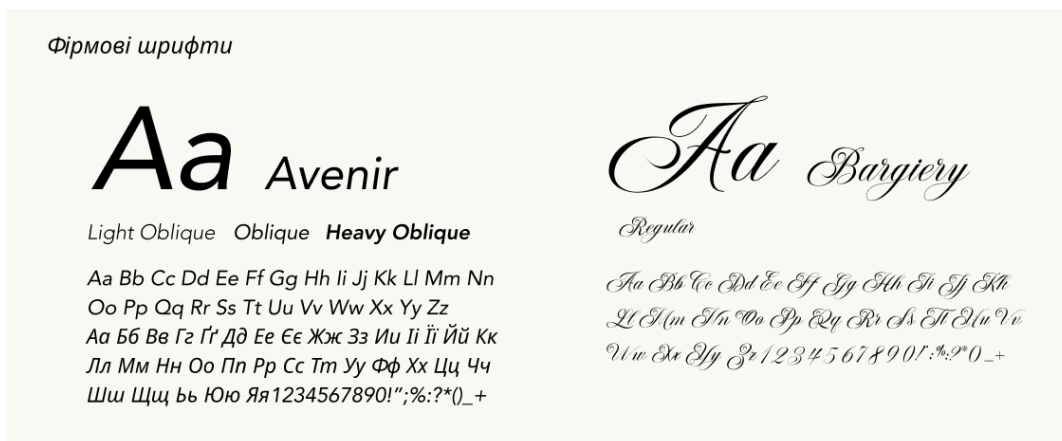 Фірмові шрифти
Aa Avenir
Light Oblique Oblique Heavy Oblique
Aa Bb Cc Dd Ee Ff Gg Hh Ii Jj Kk Ll Mm Nn
Oo Pp Qq Rr Ss Tt Uu Vv Ww Xx Yy Zz
Аа Бб Вв Гг Ґґ Дд Ее Єє Жж Зз Ии Іі Її Йй Кк
Лл Мм Нн Оо Пп Рр Сс Тт Уу Фф Хх Цц Чч
Шш Щщ Ьь Юю Яя1234567890!”;%:?*()_+
Aa Bargiery
Regular
Aa Bb Cc Dd Ee Ff Gg Hh Ii Jj Kk
Ll Mm Nn Oo Pp Qq Rr Ss Tt Uu Vv
Ww Xx Yy Zz1234567890!";%:?*()_+